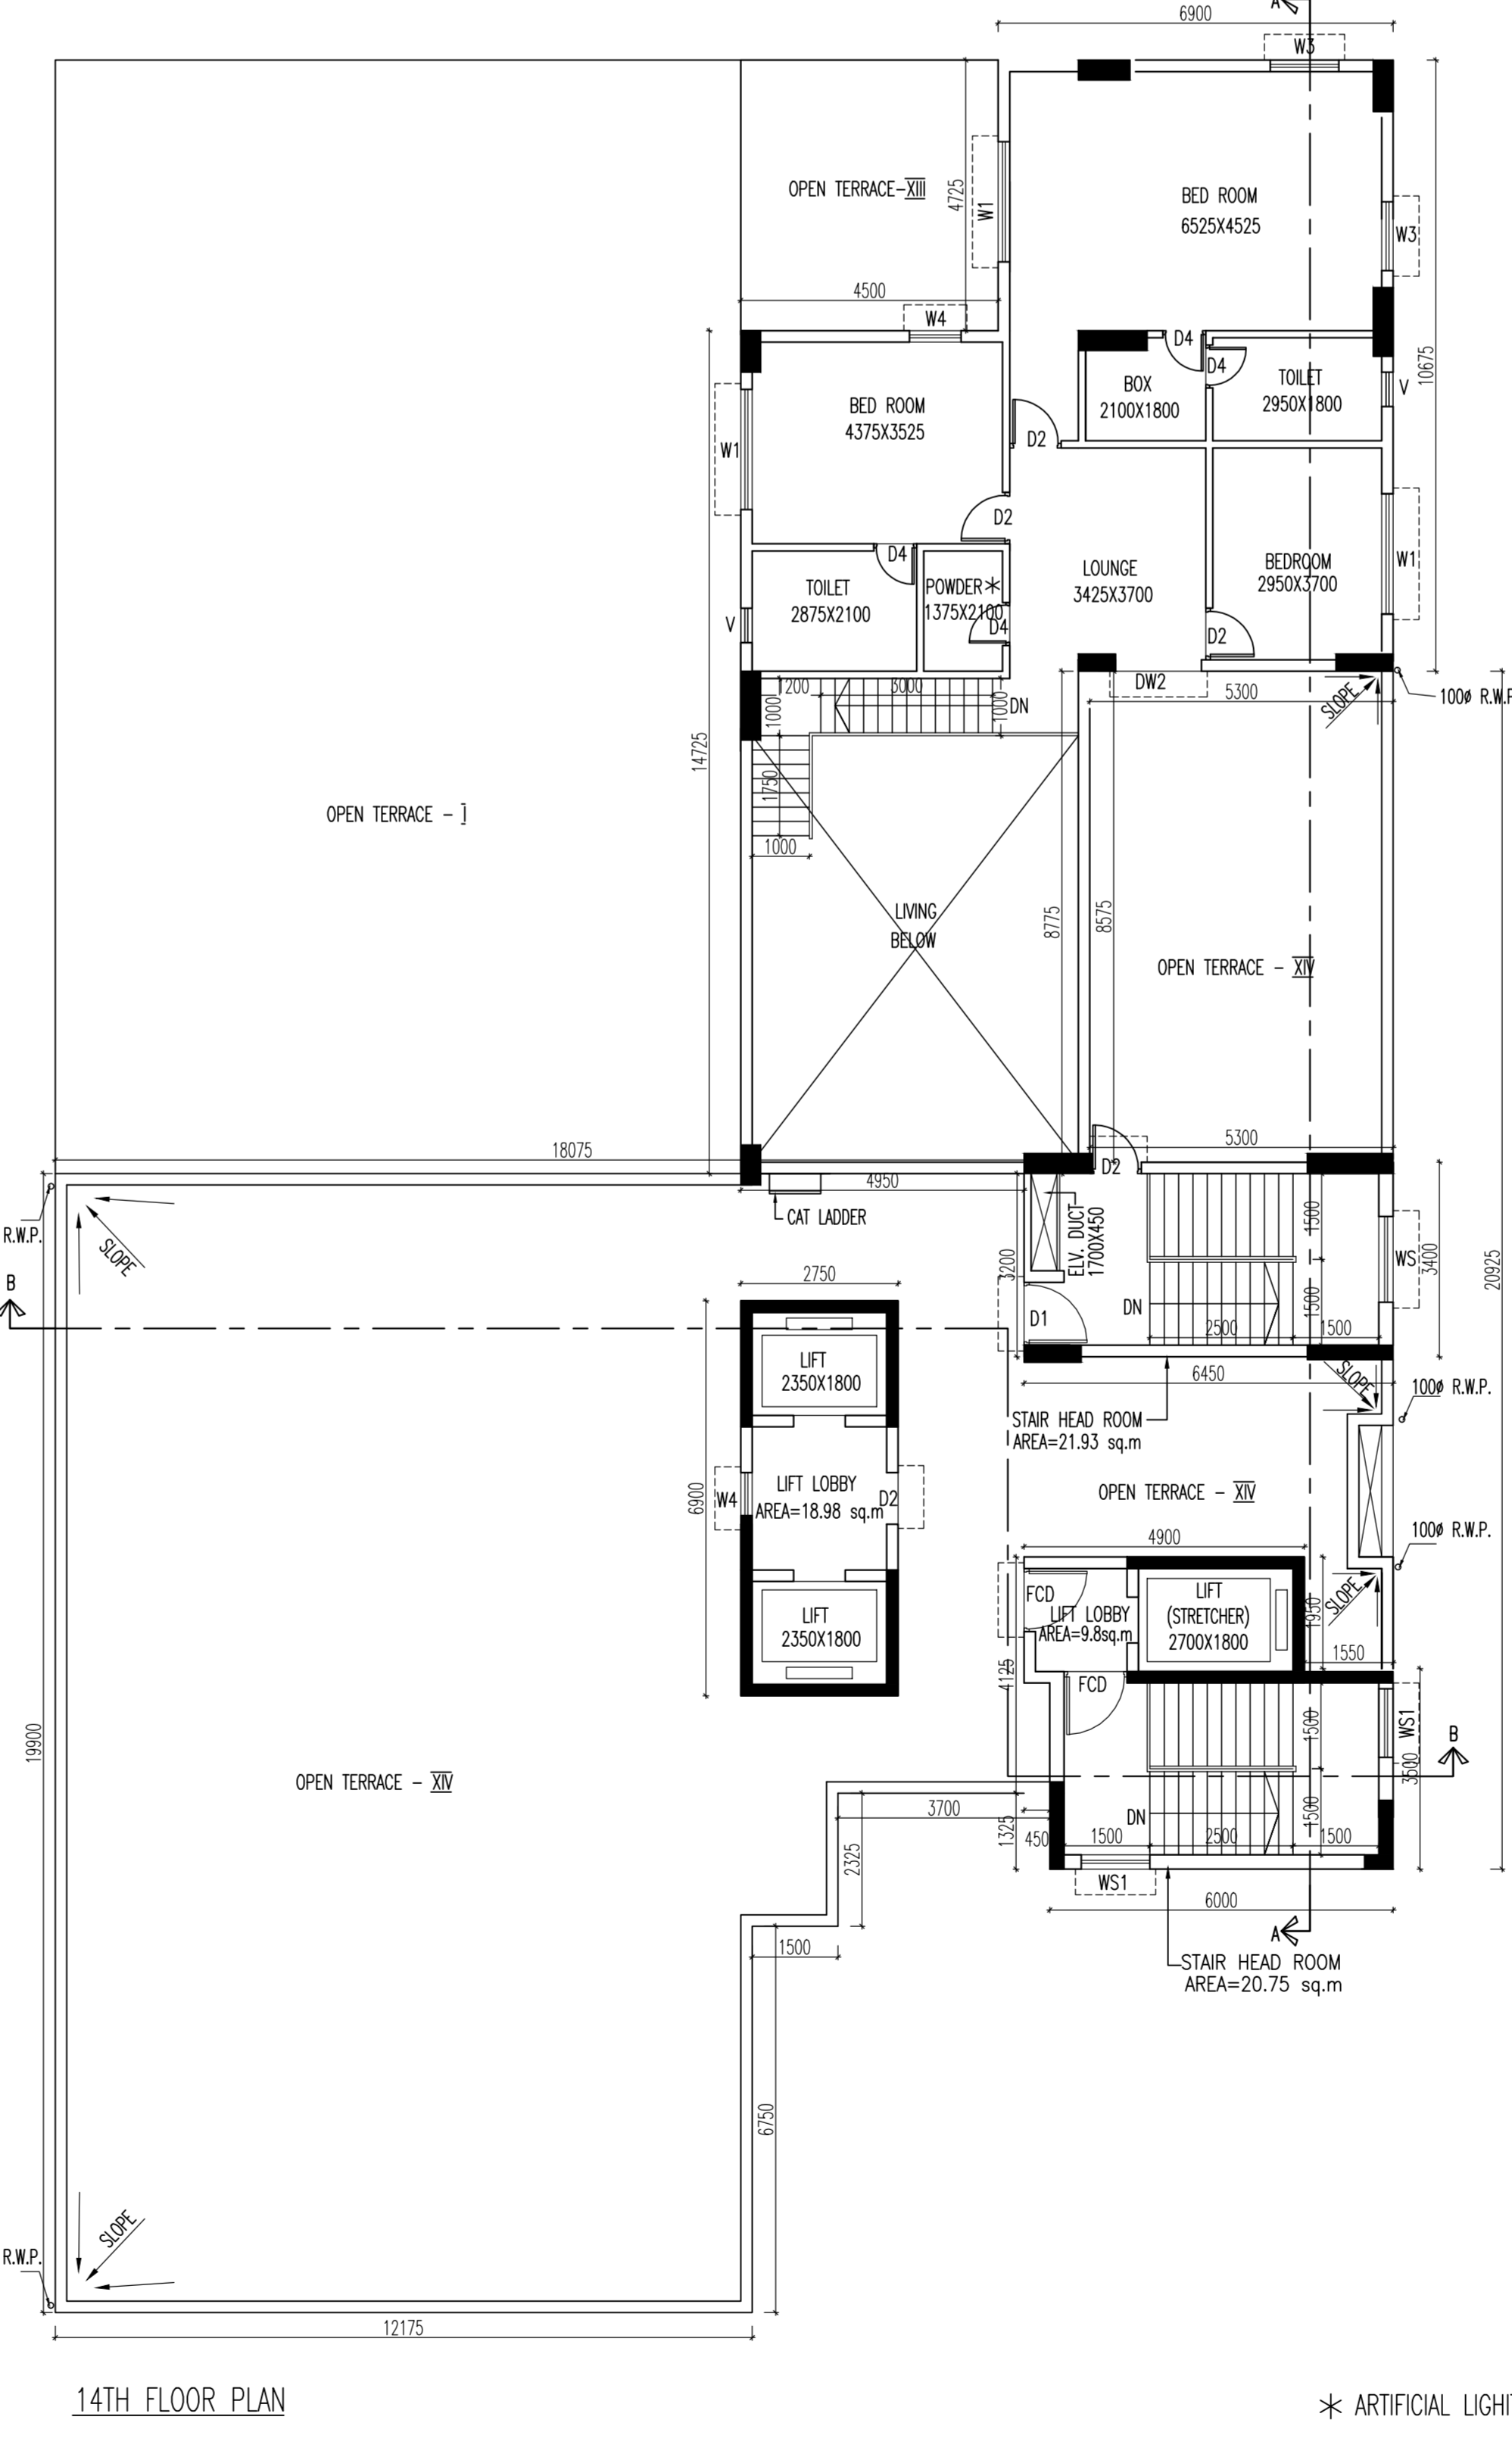 A
6900
W3
OPEN TERRACE-XIII
4725
W1
BED ROOM
6525X4525
W3
4500
W4
D4
D4
BOX
2100X1800
TOILET
2950X1800
V
10675
BED ROOM
4375X3525
W1
D2
D2
D4
TOILET
2875X2100
POWDER*
1375X2100
D4
V
LOUNGE
3425X3700
BEDROOM
2950X3700
W1
D2
DW2
5300
SLOPE
100ø R.W.P
1200
3000
1000
1000
DN
14725
1750
1000
OPEN TERRACE - I
LIVING
BELOW
8775
8575
OPEN TERRACE - XIV
18075
5300
D2
4950
CAT LADDER
R.W.P.
SLOPE
B
ELV. DUCT
1700X450
3200
D1
DN
1500
1500
2500
1500
WS
3400
20925
2750
LIFT
2350X1800
6450
SLOPE
100ø R.W.P.
STAIR HEAD ROOM
AREA=21.93 sq.m
6900
W4
LIFT LOBBY
AREA=18.98 sq.m
D2
OPEN TERRACE - XIV
100ø R.W.P.
4900
LIFT
2350X1800
FCD
LIFT LOBBY
AREA=9.8sq.m
LIFT
(STRETCHER)
2700X1800
1950
SLOPE
1550
4125
FCD
19900
OPEN TERRACE - XIV
1500
WS1
3500
B
3700
1325
450
DN
1500
2500
1500
1500
2325
WS1
6000
1500
A
STAIR HEAD ROOM
AREA=20.75 sq.m
6750
SLOPE
R.W.P.
12175
14TH FLOOR PLAN
* ARTIFICIAL LIGHT